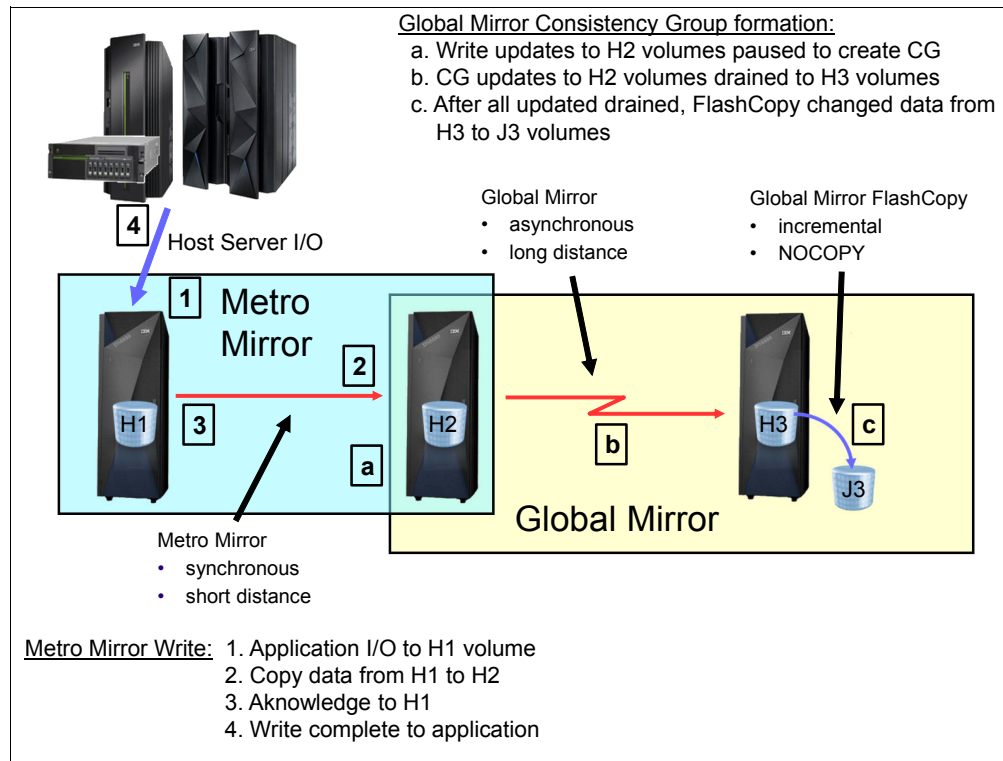 Global Mirror Consistency Group formation:
a. Write updates to H2 volumes paused to create CG
b. CG updates to H2 volumes drained to H3 volumes
c. After all updated drained, FlashCopy changed data from
H3 to J3 volumes
4
Host Server I/O
Global Mirror
• asynchronous
• long distance
Global Mirror FlashCopy
• incremental
• NOCOPY
1
Metro
Mirror
2
H1
3
H2
a
b
H3
c
J3
Global Mirror
Metro Mirror
• synchronous
• short distance
Metro Mirror Write: 1. Application I/O to H1 volume
2. Copy data from H1 to H2
3. Aknowledge to H1
4. Write complete to application